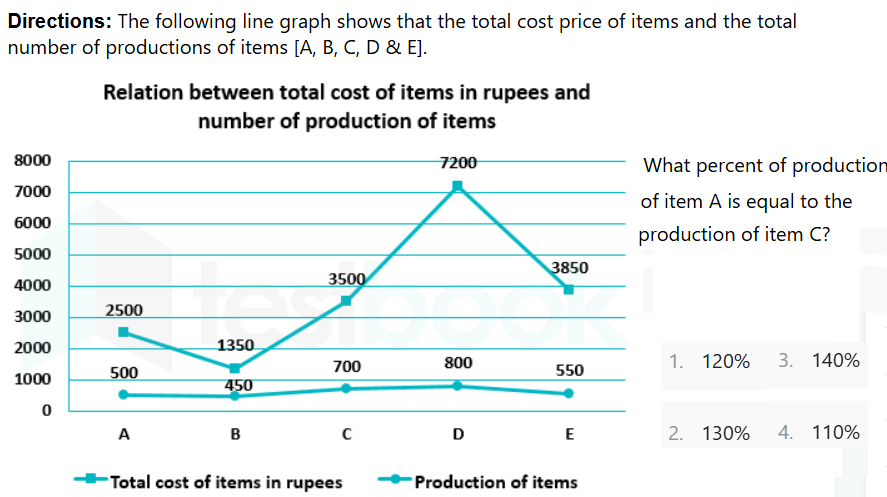 Directions: The following line graph shows that the total cost price of items and the total
number of productions of items [A, B, C, D & E].
Relation between total cost of items in rupees and
number of production of items
8000
7000
6000
5000
4000
3000
2000
1000
0
2500
1350
3500
7200
3850
500
450
700
800
550
A B C D E
Total cost of items in rupees Production of items
testbook
What percent of production
of item A is equal to the
production of item C?
1. 120% 3. 140%
2. 130% 4. 110%